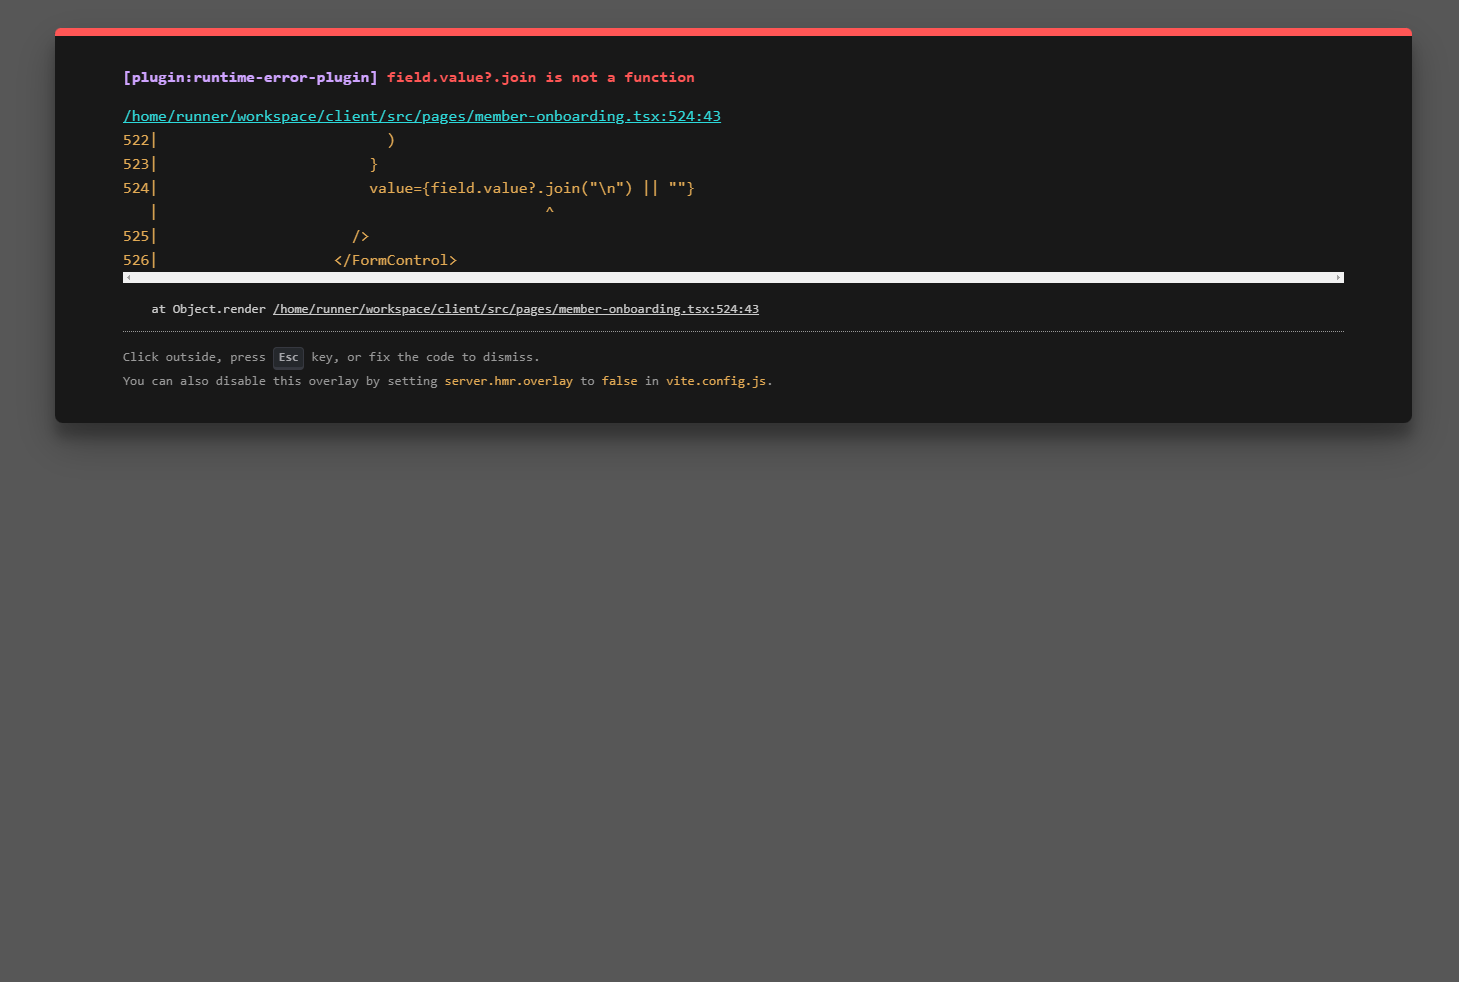 [plugin:runtime-error-plugin] field.value?.join is not a function
/home/runner/workspace/client/src/pages/member-onboarding.tsx:524:43
522|                          )
523|                        }
524|                        value={field.value?.join("\n") || ""}
   |                                            ^
525|                      />
526|                    </FormControl>
at Object.render /home/runner/workspace/client/src/pages/member-onboarding.tsx:524:43
Click outside, press Esc key, or fix the code to dismiss.
You can also disable this overlay by setting server.hmr.overlay to false in vite.config.js.